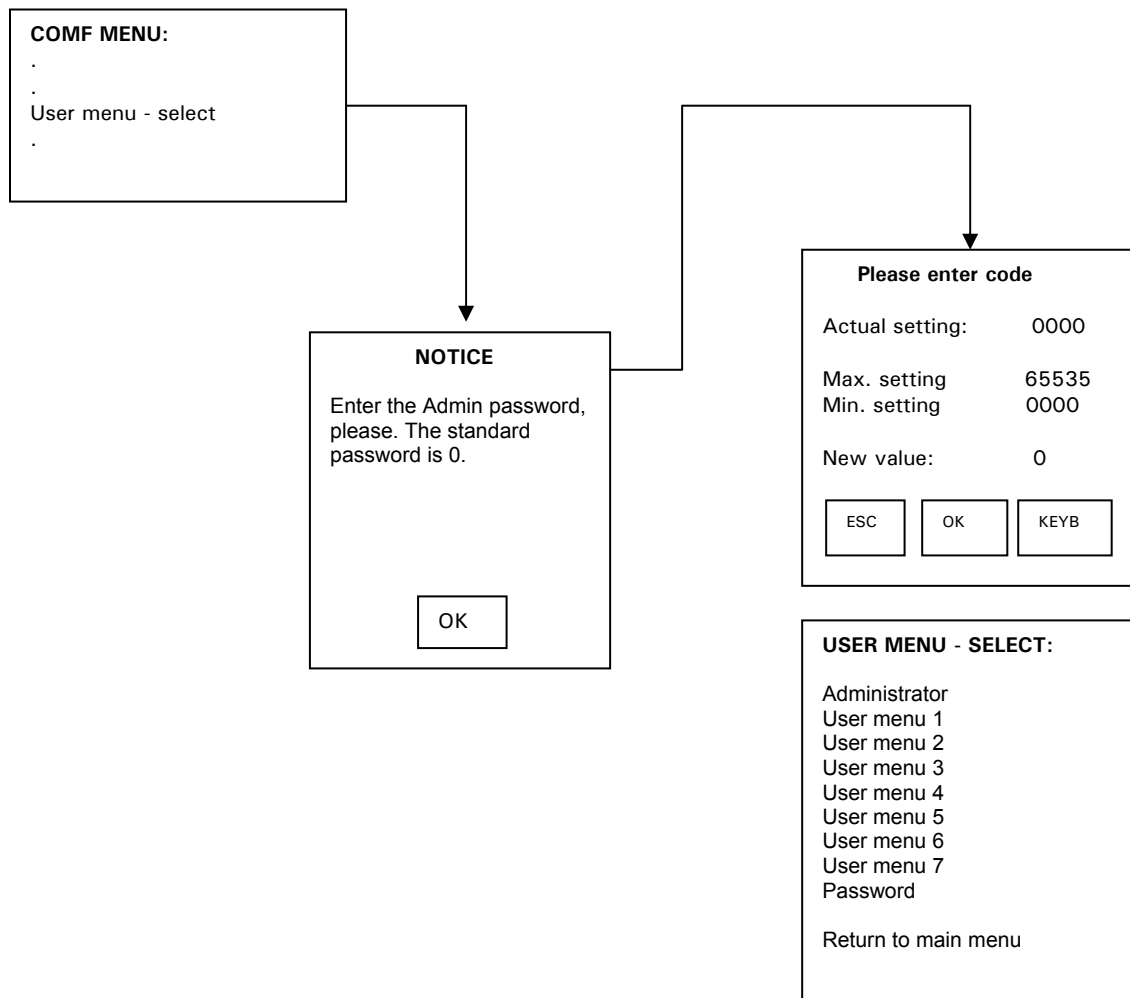 COMF MENU:
.
.
User menu - select
.
NOTICE
Enter the Admin password,
please. The standard
password is 0.
OK
Please enter code
Actual setting: 0000
Max. setting 65535
Min. setting 0000
New value: 0
ESC OK KEYB
USER MENU - SELECT:
Administrator
User menu 1
User menu 2
User menu 3
User menu 4
User menu 5
User menu 6
User menu 7
Password
Return to main menu